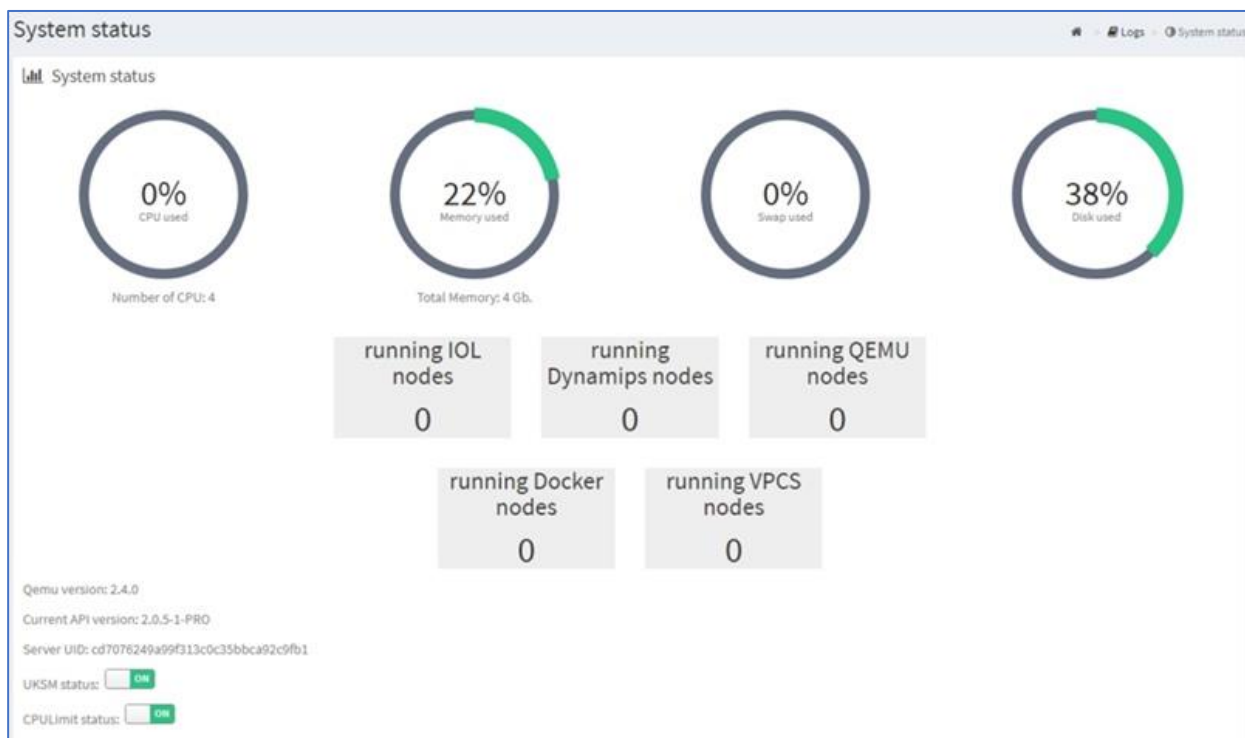 System status
Logs System status
System status
0%
CPU used
Number of CPU: 4
22%
Memory used
Total Memory: 4 Gb.
0%
Swap used
38%
Disk used
running IOL
nodes
0
running
Dynamips nodes
0
running QEMU
nodes
0
running Docker
nodes
0
running VPCS
nodes
0
Qemu version: 2.4.0
Current API version: 2.0.5-1-PRO
Server UID: cd7076249a99f313c0c35bbca92c9fb1
UKSM status: ON
CPULimit status: ON